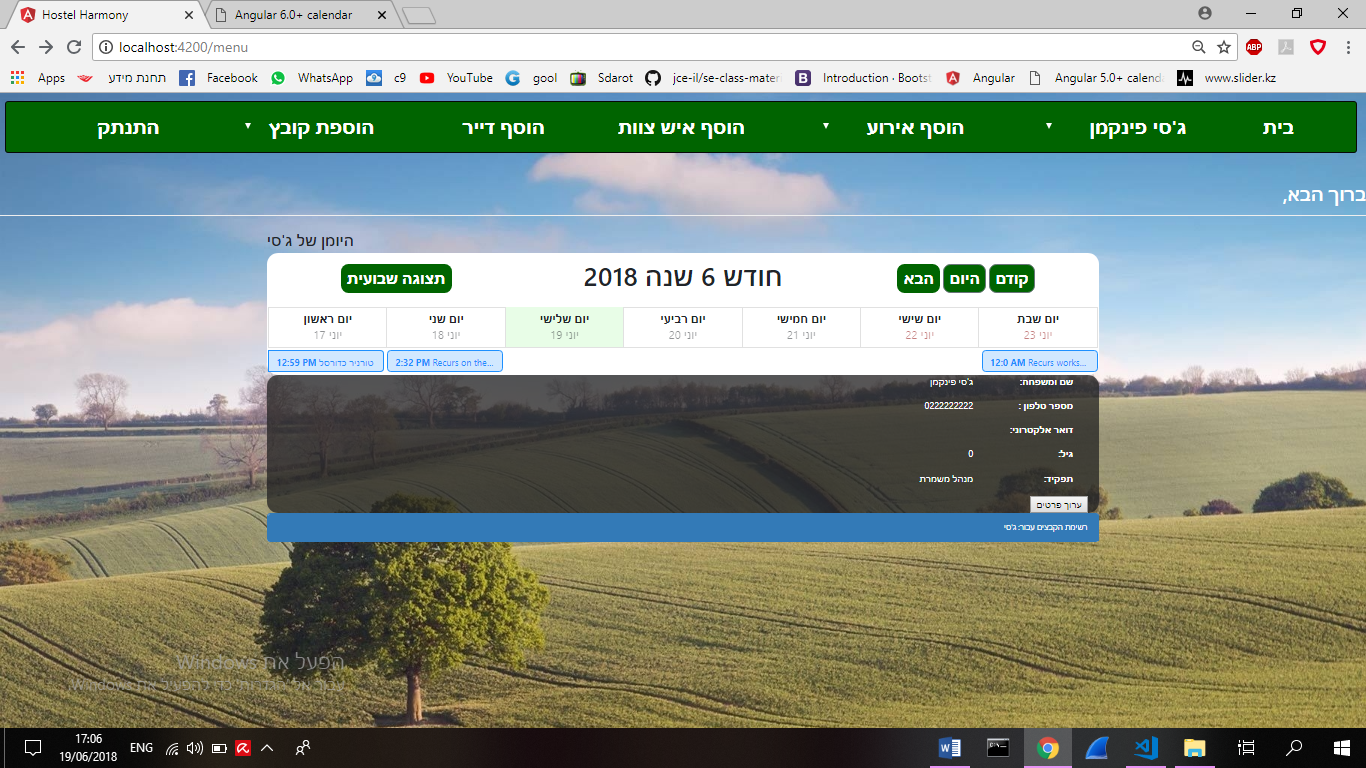 Hostel Harmony
Angular 6.0+ calendar
localhost:4200/menu
Apps
תחנת מידע
Facebook
WhatsApp
c9
YouTube
gool
Sdarot
jce-il/se-class-mater
Introduction · Bootst
Angular
Angular 5.0+ calend
www.slider.kz
ABP
בית
ג'סי פינקמן
הוסף אירוע
הוסף איש צוות
הוסף דייר
הוספת קובץ
התנתק
ברוך הבא,
היומן של ג'סי
קודם
היום
הבא
חודש 6 שנה 2018
תצוגה שבועית
יום ראשון
יוני 17
יום שני
יוני 18
יום שלישי
יוני 19
יום רביעי
יוני 20
יום חמישי
יוני 21
יום שישי
יוני 22
יום שבת
יוני 23
12:59 PM טורניר כדורסל
2:32 PM Recurs on the...
12:0 AM Recurs works...
שם ומשפחה: ג'סי פינקמן
מספר טלפון : 0222222222
דואר אלקטרוני:
גיל: 0
תפקיד: מנהל משמרת
ערוך פרטים
רשימת הקבצים עבור: ג'סי
הפעל את Windows
17:06
19/06/2018
ENG